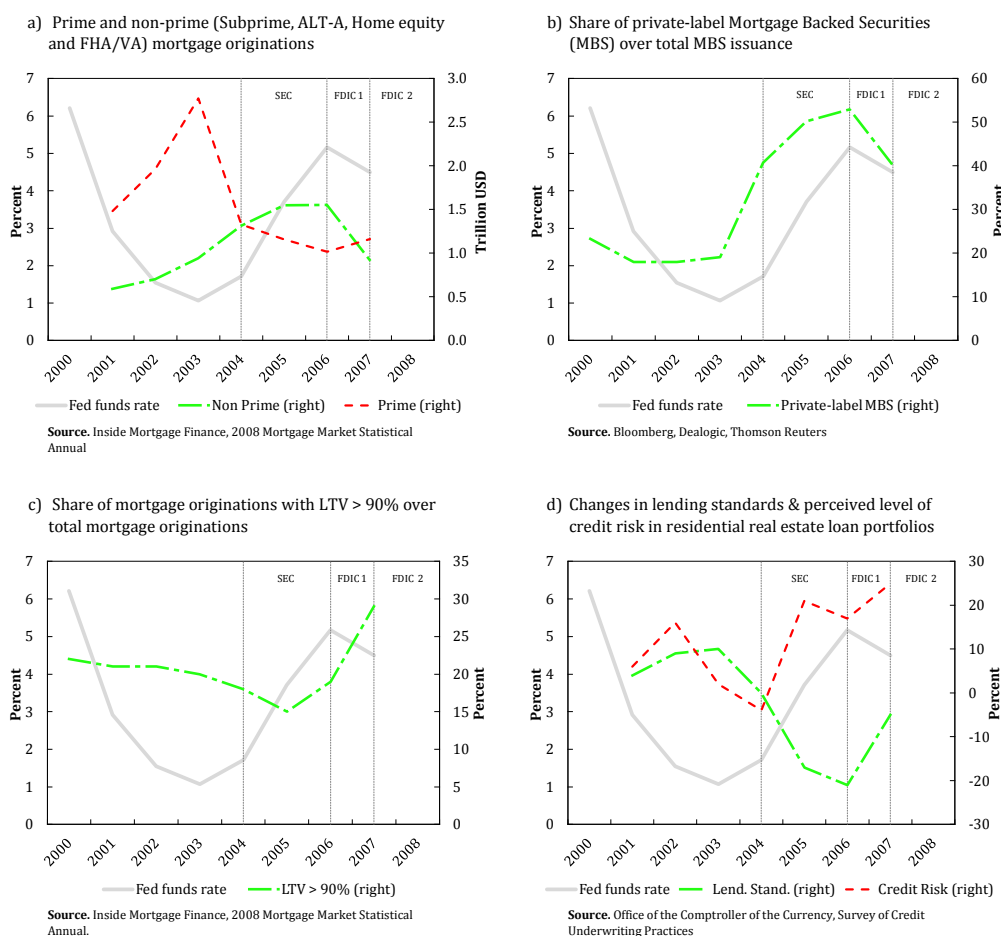 a) Prime and non-prime (Subprime, ALT-A, Home equity
and FHA/VA) mortgage originations
7
6
5
4
3
2
1
0
Percent
3.0
2.5
2.0
1.5
1.0
0.5
0.0
Trillion USD
SEC
FDIC 1
FDIC 2
2000
2001
2002
2003
2004
2005
2006
2007
2008
Fed funds rate
Non Prime (right)
Prime (right)
Source. Inside Mortgage Finance, 2008 Mortgage Market Statistical
Annual
b) Share of private-label Mortgage Backed Securities
(MBS) over total MBS issuance
7
6
5
4
3
2
1
0
Percent
60
50
40
30
20
10
0
Percent
SEC
FDIC 1
FDIC 2
2000
2001
2002
2003
2004
2005
2006
2007
2008
Fed funds rate
Private-label MBS (right)
Source. Bloomberg, Dealogic, Thomson Reuters
c) Share of mortgage originations with LTV > 90% over
total mortgage originations
7
6
5
4
3
2
1
0
Percent
35
30
25
20
15
10
5
0
Percent
SEC
FDIC 1
FDIC 2
2000
2001
2002
2003
2004
2005
2006
2007
2008
Fed funds rate
LTV > 90% (right)
Source. Inside Mortgage Finance, 2008 Mortgage Market Statistical
Annual.
d) Changes in lending standards & perceived level of
credit risk in residential real estate loan portfolios
7
6
5
4
3
2
1
0
Percent
30
20
10
0
-10
-20
-30
Percent
SEC
FDIC 1
FDIC 2
2000
2001
2002
2003
2004
2005
2006
2007
2008
Fed funds rate
Lend. Stand. (right)
Credit Risk (right)
Source. Office of the Comptroller of the Currency, Survey of Credit
Underwriting Practices